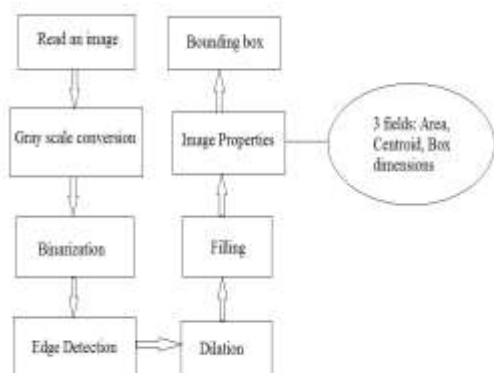 Read an image
Bounding box
Gray scale conversion
Image Properties
3 fields: Area,
Centroid, Box
dimensions
Binarization
Filling
Edge Detection
Dilation